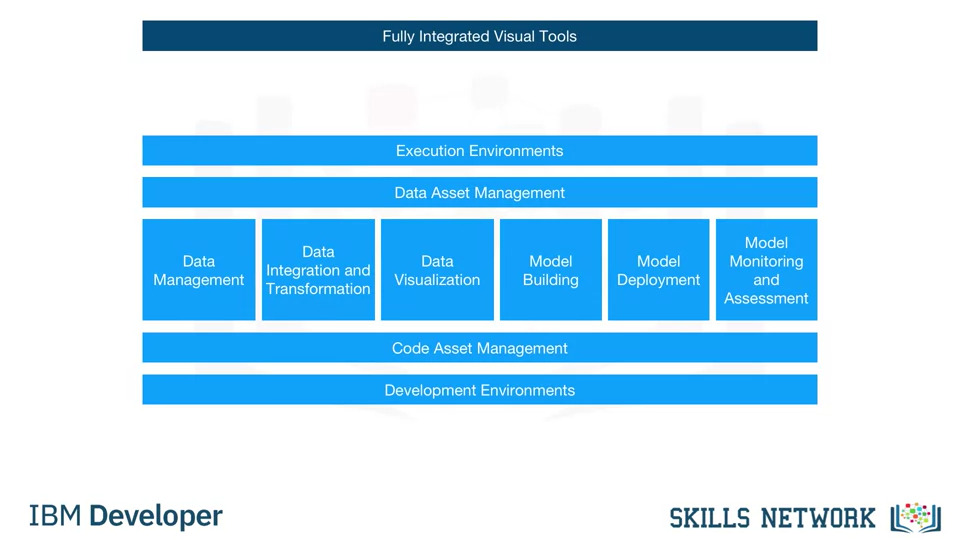 Fully Integrated Visual Tools
Execution Environments
Data Asset Management
Data
Management
Data
Integration and
Transformation
Data
Visualization
Model
Building
Model
Deployment
Model
Monitoring
and
Assessment
Code Asset Management
Development Environments
IBM Developer
SKILLS NETWORK